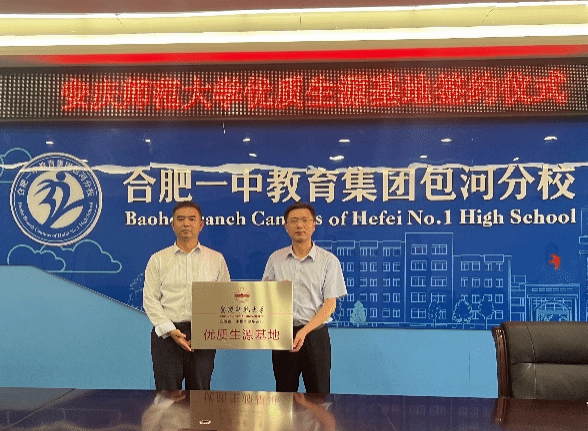 安庆师范大学优质生源基地签约仪式
合肥一中教育集团包河分校
Baohe Branch Campus of Hefei No.1 High School
安庆师范大学
优质生源基地